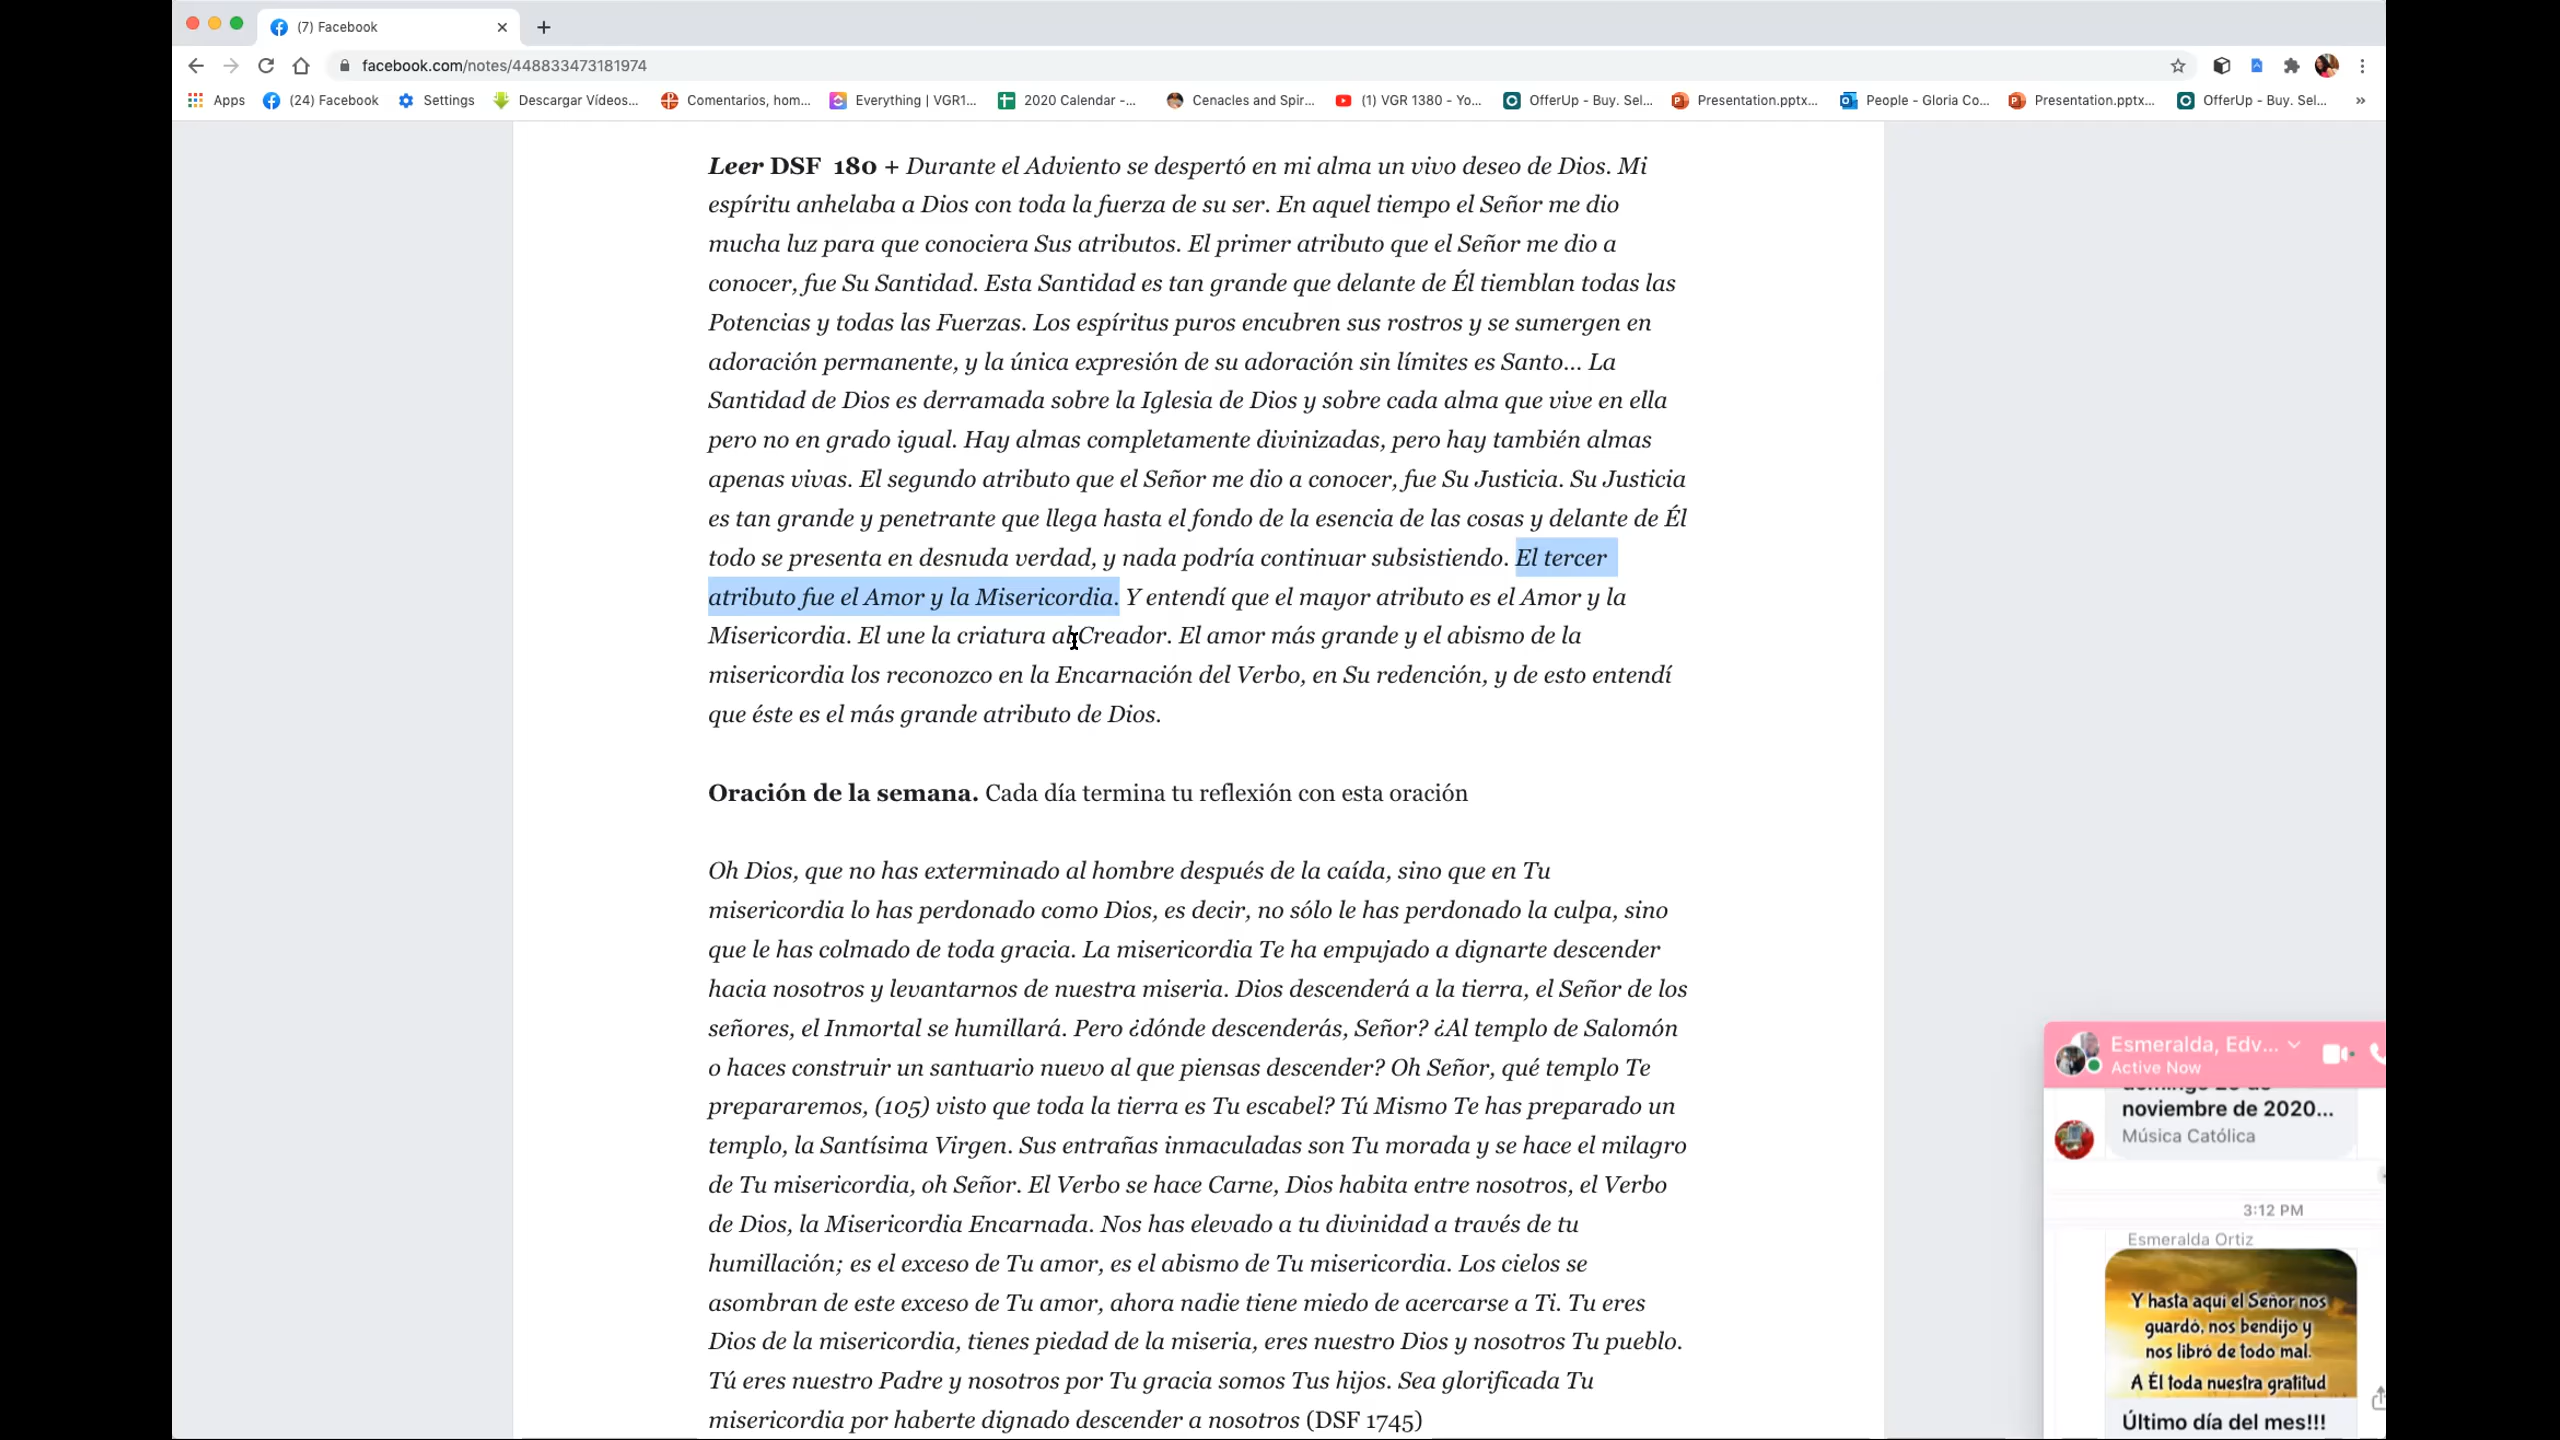 (7) Facebook
facebook.com/notes/448833473181974
Apps (24) Facebook Settings Descargar Vídeos... Comentarios, hom... Everything | VGR1... 2020 Calendar -... Cenacles and Spir... (1) VGR 1380 - Yo... OfferUp - Buy. Sel... Presentation.pptx... People - Gloria Co... Presentation.pptx... OfferUp - Buy. Sel... »
Leer DSF 180 + Durante el Adviento se despertó en mi alma un vivo deseo de Dios. Mi
espíritu anhelaba a Dios con toda la fuerza de su ser. En aquel tiempo el Señor me dio
mucha luz para que conociera Sus atributos. El primer atributo que el Señor me dio a
conocer, fue Su Santidad. Esta Santidad es tan grande que delante de Él tiemblan todas las
Potencias y todas las Fuerzas. Los espíritus puros encubren sus rostros y se sumergen en
adoración permanente, y la única expresión de su adoración sin límites es Santo... La
Santidad de Dios es derramada sobre la Iglesia de Dios y sobre cada alma que vive en ella
pero no en grado igual. Hay almas completamente divinizadas, pero hay también almas
apenas vivas. El segundo atributo que el Señor me dio a conocer, fue Su Justicia. Su Justicia
es tan grande y penetrante que llega hasta el fondo de la esencia de las cosas y delante de Él
todo se presenta en desnuda verdad, y nada podría continuar subsistiendo. El tercer
atributo fue el Amor y la Misericordia. Y entendí que el mayor atributo es el Amor y la
Misericordia. El une la criatura al Creador. El amor más grande y el abismo de la
misericordia los reconozco en la Encarnación del Verbo, en Su redención, y de esto entendí
que éste es el más grande atributo de Dios.
Oración de la semana. Cada día termina tu reflexión con esta oración
Oh Dios, que no has exterminado al hombre después de la caída, sino que en Tu
misericordia lo has perdonado como Dios, es decir, no sólo le has perdonado la culpa, sino
que le has colmado de toda gracia. La misericordia Te ha empujado a dignarte descender
hacia nosotros y levantarnos de nuestra miseria. Dios descenderá a la tierra, el Señor de los
señores, el Inmortal se humillará. Pero ¿dónde descenderás, Señor? ¿Al templo de Salomón
o haces construir un santuario nuevo al que piensas descender? Oh Señor, qué templo Te
prepararemos, (105) visto que toda la tierra es Tu escabel? Tú Mismo Te has preparado un
templo, la Santísima Virgen. Sus entrañas inmaculadas son Tu morada y se hace el milagro
de Tu misericordia, oh Señor. El Verbo se hace Carne, Dios habita entre nosotros, el Verbo
de Dios, la Misericordia Encarnada. Nos has elevado a tu divinidad a través de tu
humillación; es el exceso de Tu amor, es el abismo de Tu misericordia. Los cielos se
asombran de este exceso de Tu amor, ahora nadie tiene miedo de acercarse a Ti. Tu eres
Dios de la misericordia, tienes piedad de la miseria, eres nuestro Dios y nosotros Tu pueblo.
Tú eres nuestro Padre y nosotros por Tu gracia somos Tus hijos. Sea glorificada Tu
misericordia por haberte dignado descender a nosotros (DSF 1745)
Esmeralda, Edv...
Active Now
noviembre de 2020...
Música Católica
3:12 PM
Esmeralda Ortiz
Y hasta aquí el Señor nos
guardó, nos bendijo y
nos libró de todo mal.
A Él toda nuestra gratitud
Último día del mes!!!